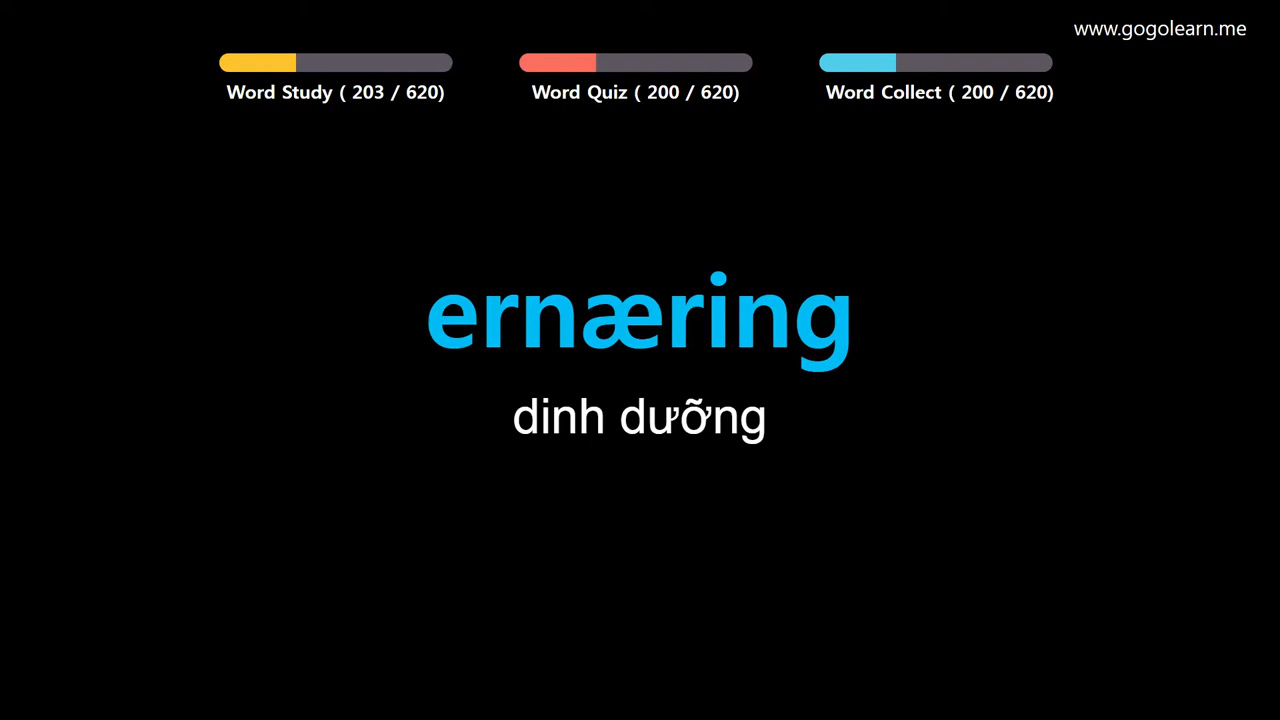 www.gogolearn.me
Word Study ( 203 / 620)
Word Quiz ( 200 / 620)
Word Collect ( 200 / 620)
ernæring
dinh dưỡng